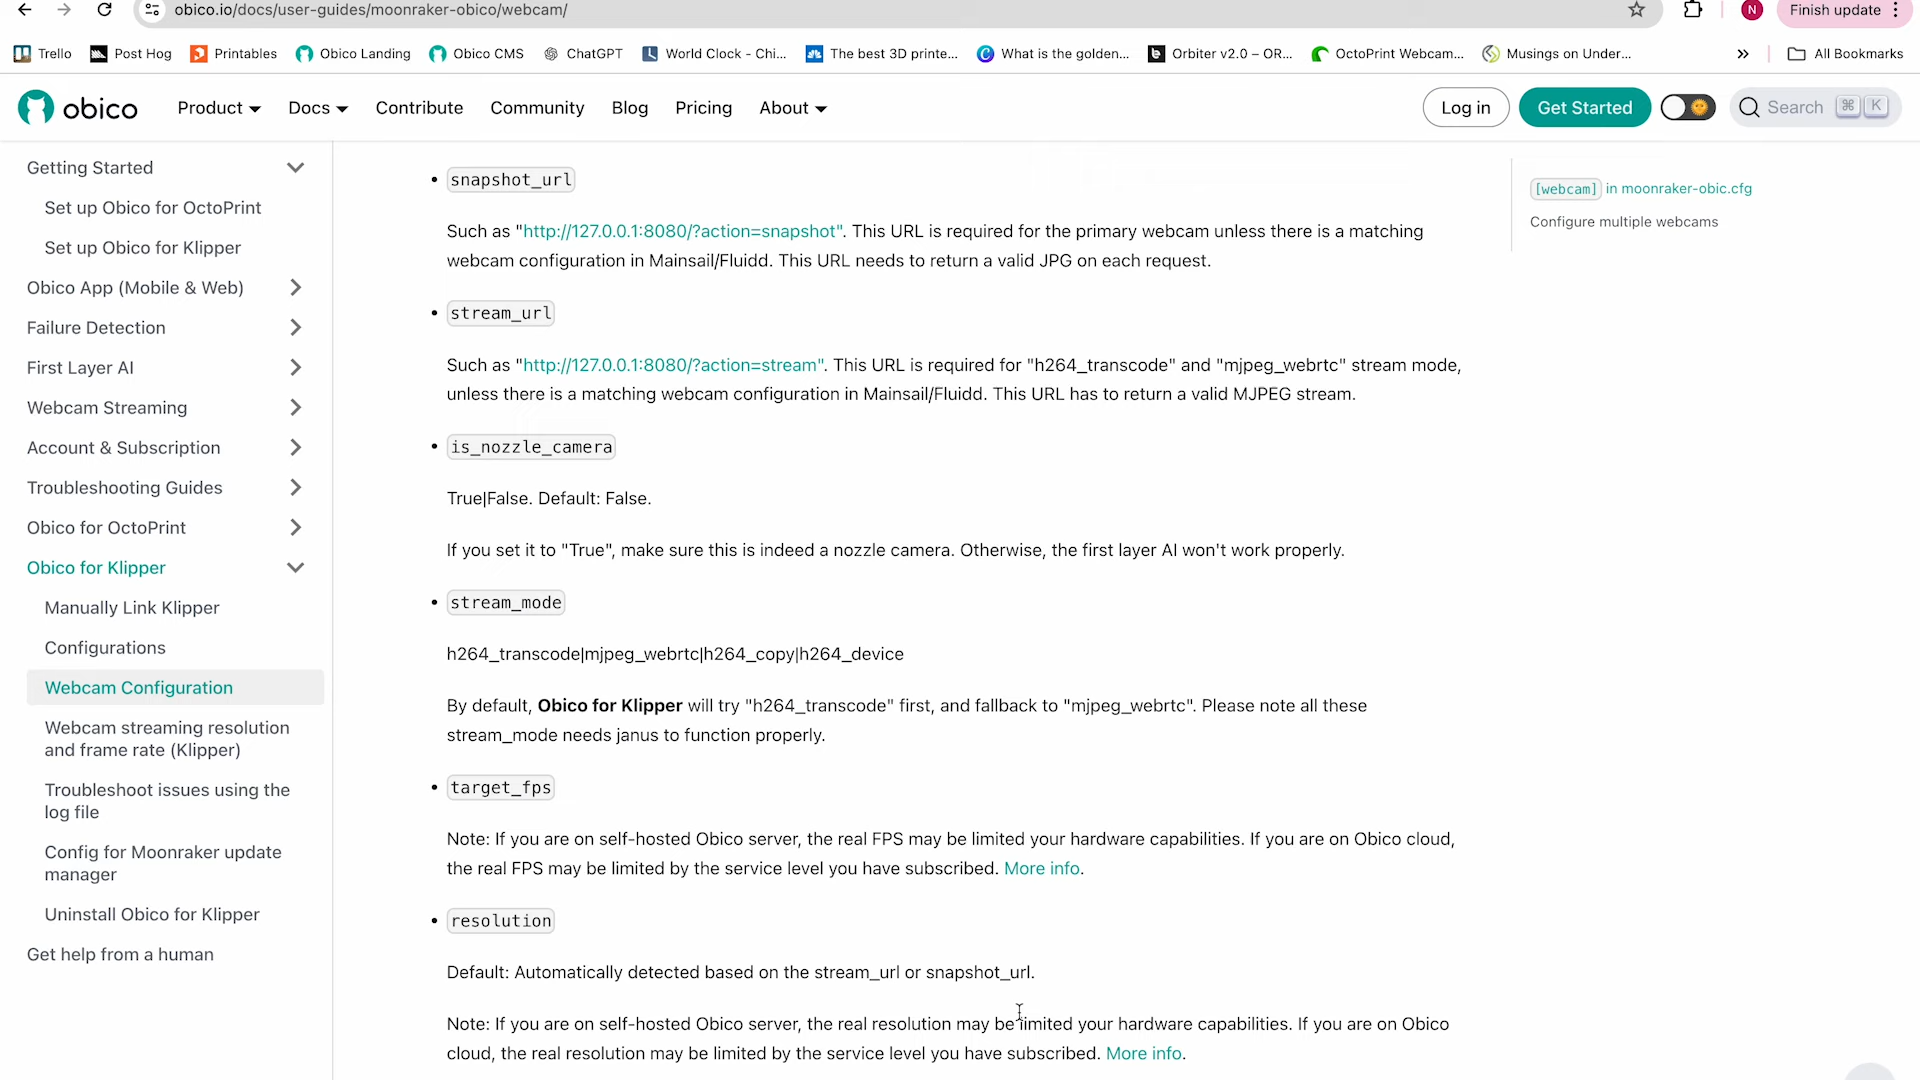 obico.io/docs/user-guides/moonraker-obico/webcam/
N
Finish update
Trello
Post Hog
Printables
Obico Landing
Obico CMS
ChatGPT
World Clock - Chi...
The best 3D printe...
What is the golden...
Orbiter v2.0 – OR...
OctoPrint Webcam...
Musings on Under...
All Bookmarks
obico
Product
Docs
Contribute
Community
Blog
Pricing
About
Log in
Get Started
Search ⌘ K
Getting Started
Set up Obico for OctoPrint
Set up Obico for Klipper
Obico App (Mobile & Web)
Failure Detection
First Layer AI
Webcam Streaming
Account & Subscription
Troubleshooting Guides
Obico for OctoPrint
Obico for Klipper
Manually Link Klipper
Configurations
Webcam Configuration
Webcam streaming resolution
and frame rate (Klipper)
Troubleshoot issues using the
log file
Config for Moonraker update
manager
Uninstall Obico for Klipper
Get help from a human
• snapshot_url
Such as "http://127.0.0.1:8080/?action=snapshot". This URL is required for the primary webcam unless there is a matching
webcam configuration in Mainsail/Fluidd. This URL needs to return a valid JPG on each request.
• stream_url
Such as "http://127.0.0.1:8080/?action=stream". This URL is required for "h264_transcode" and "mjpeg_webrtc" stream mode,
unless there is a matching webcam configuration in Mainsail/Fluidd. This URL has to return a valid MJPEG stream.
• is_nozzle_camera
True|False. Default: False.
If you set it to "True", make sure this is indeed a nozzle camera. Otherwise, the first layer AI won't work properly.
• stream_mode
h264_transcode|mjpeg_webrtc|h264_copy|h264_device
By default, Obico for Klipper will try "h264_transcode" first, and fallback to "mjpeg_webrtc". Please note all these
stream_mode needs janus to function properly.
• target_fps
Note: If you are on self-hosted Obico server, the real FPS may be limited your hardware capabilities. If you are on Obico cloud,
the real FPS may be limited by the service level you have subscribed. More info.
• resolution
Default: Automatically detected based on the stream_url or snapshot_url.
Note: If you are on self-hosted Obico server, the real resolution may be limited your hardware capabilities. If you are on Obico
cloud, the real resolution may be limited by the service level you have subscribed. More info.
[webcam] in moonraker-obic.cfg
Configure multiple webcams